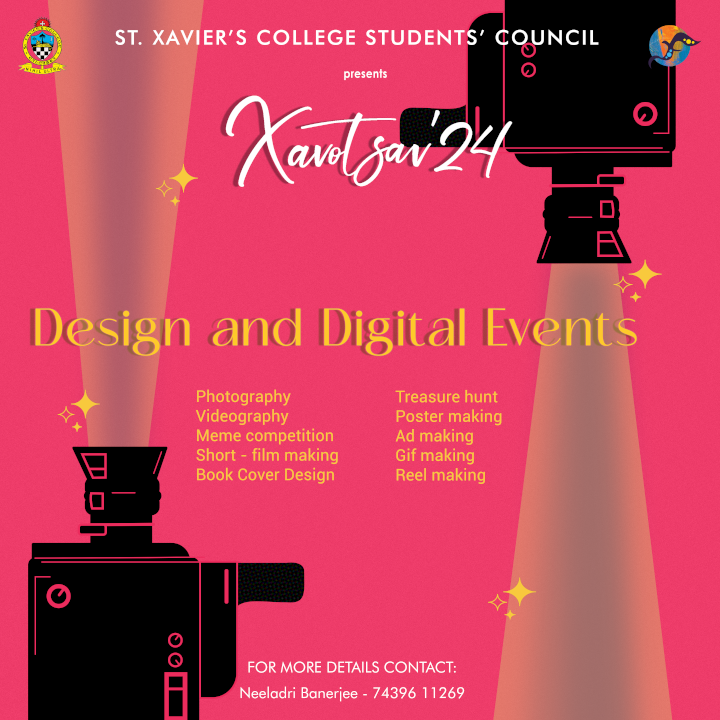 ST. XAVIER'S COLLEGE STUDENTS' COUNCIL
presents
Xavotsav'24
Design and Digital Events
Photography
Videography
Meme competition
Short - film making
Book Cover Design
Treasure hunt
Poster making
Ad making
Gif making
Reel making
FOR MORE DETAILS CONTACT:
Neeladri Banerjee - 74396 11269